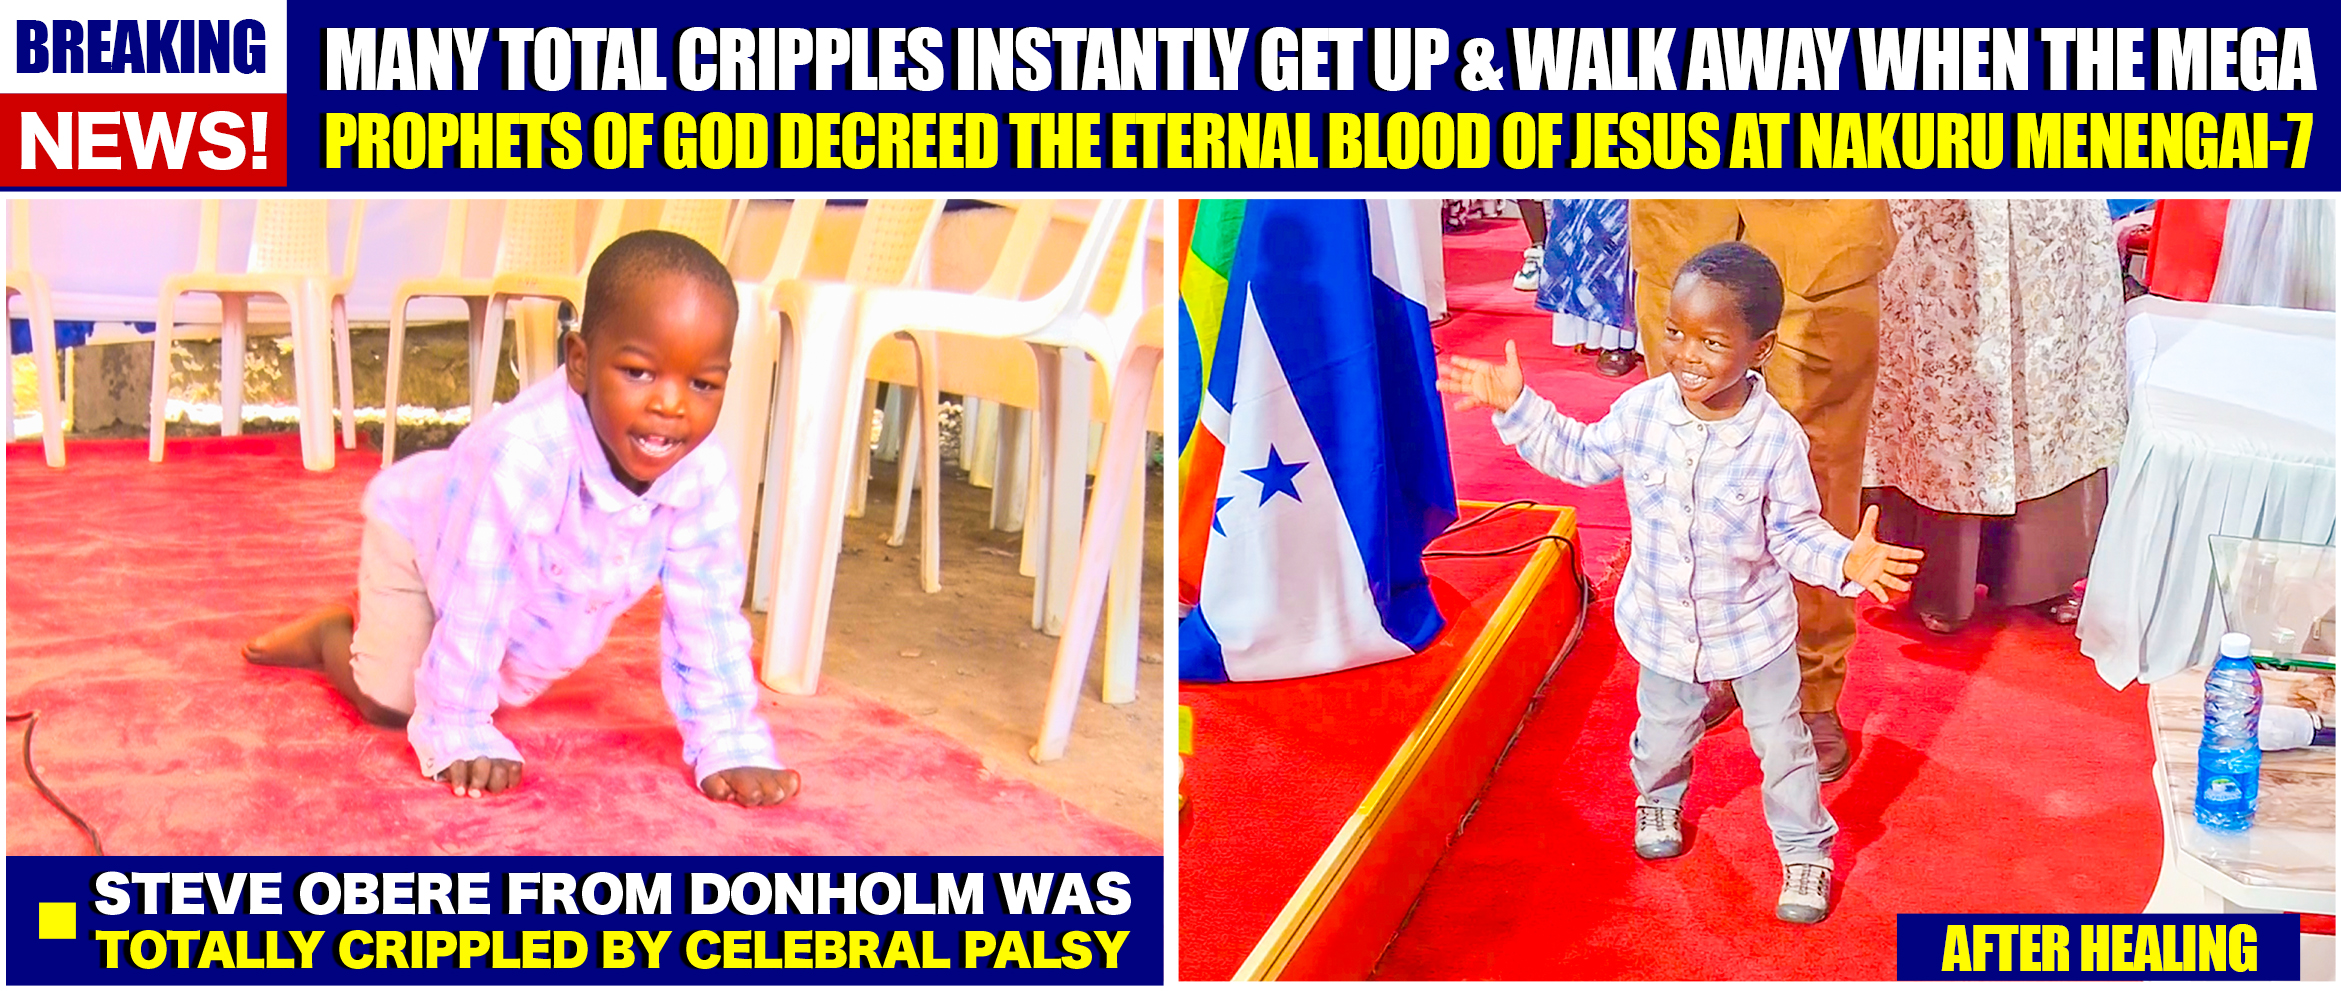 BREAKING
NEWS!
MANY TOTAL CRIPPLES INSTANTLY GET UP & WALK AWAY WHEN THE MEGA
PROPHETS OF GOD DECREED THE ETERNAL BLOOD OF JESUS AT NAKURU MENENGAI-7
STEVE OBERE FROM DONHOLM WAS
TOTALLY CRIPPLED BY CELEBRAL PALSY
AFTER HEALING